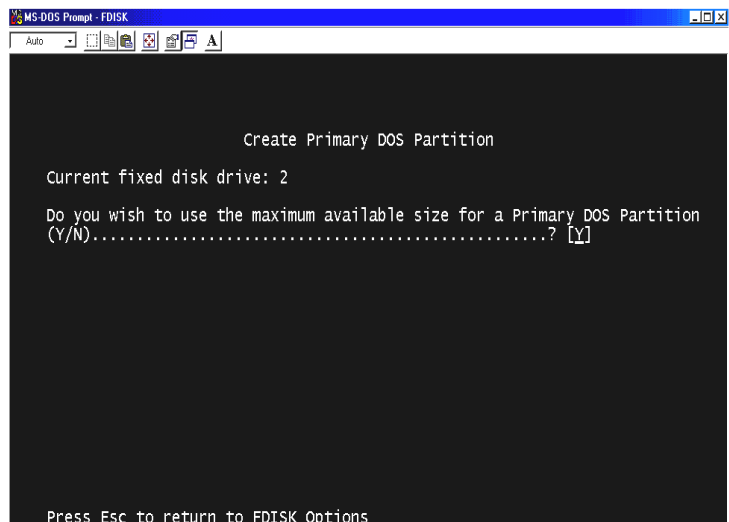 MS-DOS Prompt - FDISK
Auto
A
Create Primary DOS Partition
Current fixed disk drive: 2
Do you wish to use the maximum available size for a Primary DOS Partition
(Y/N)...................................................? [Y]
Press Esc to return to FDISK Options